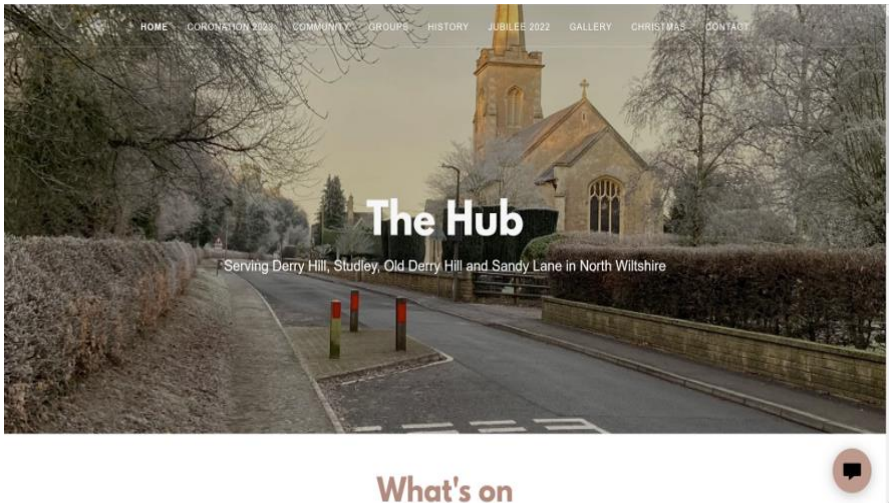 HOME CORONATION 2023 COMMUNITY GROUPS HISTORY JUBILEE 2022 GALLERY CHRISTMAS CONTACT
The Hub
Serving Derry Hill, Studley, Old Derry Hill and Sandy Lane in North Wiltshire
What's on